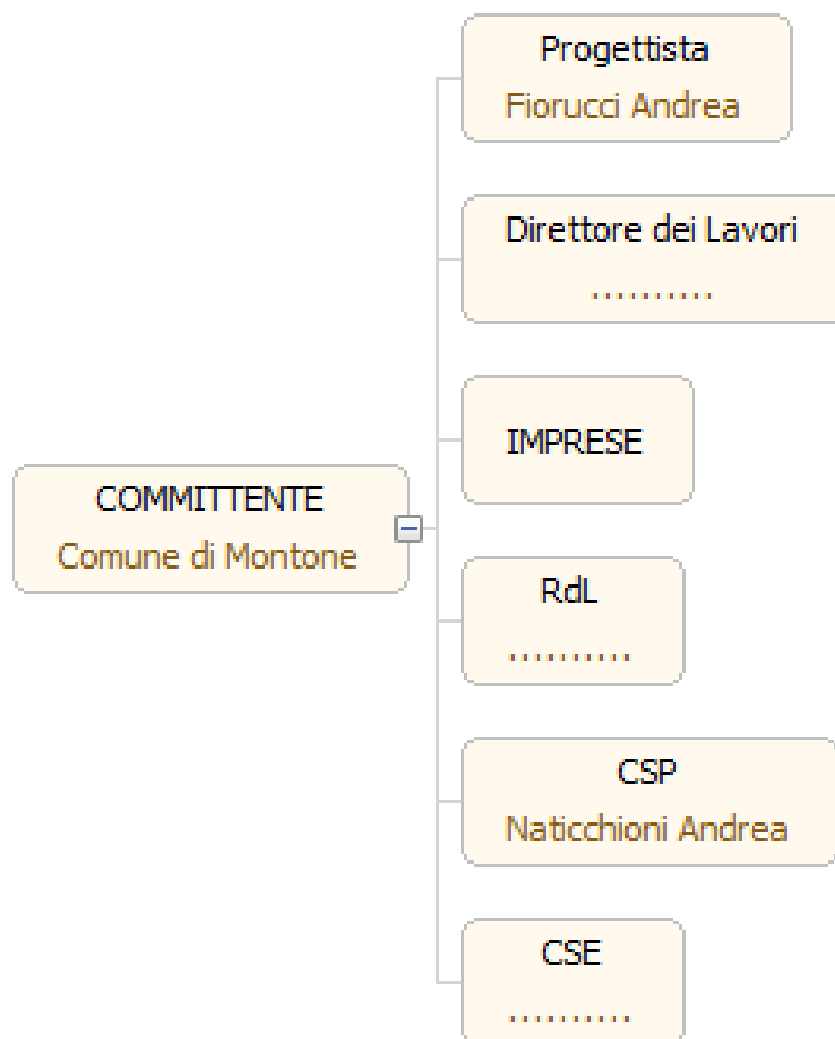 Progettista
Fiorucci Andrea
Direttore dei Lavori
..........
IMPRESE
COMMITTENTE
Comune di Montone
RdL
..........
CSP
Naticchioni Andrea
CSE
..........